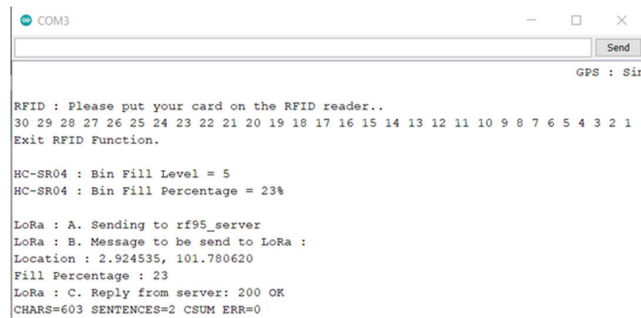 COM3
Send
GPS : Sin
RFID : Please put your card on the RFID reader..
30 29 28 27 26 25 24 23 22 21 20 19 18 17 16 15 14 13 12 11 10 9 8 7 6 5 4 3 2 1
Exit RFID Function.
HC-SR04 : Bin Fill Level = 5
HC-SR04 : Bin Fill Percentage = 23%
LoRa : A. Sending to rf95_server
LoRa : B. Message to be send to LoRa :
Location : 2.924535, 101.780620
Fill Percentage : 23
LoRa : C. Reply from server: 200 OK
CHARS=603 SENTENCES=2 CSUM ERR=0